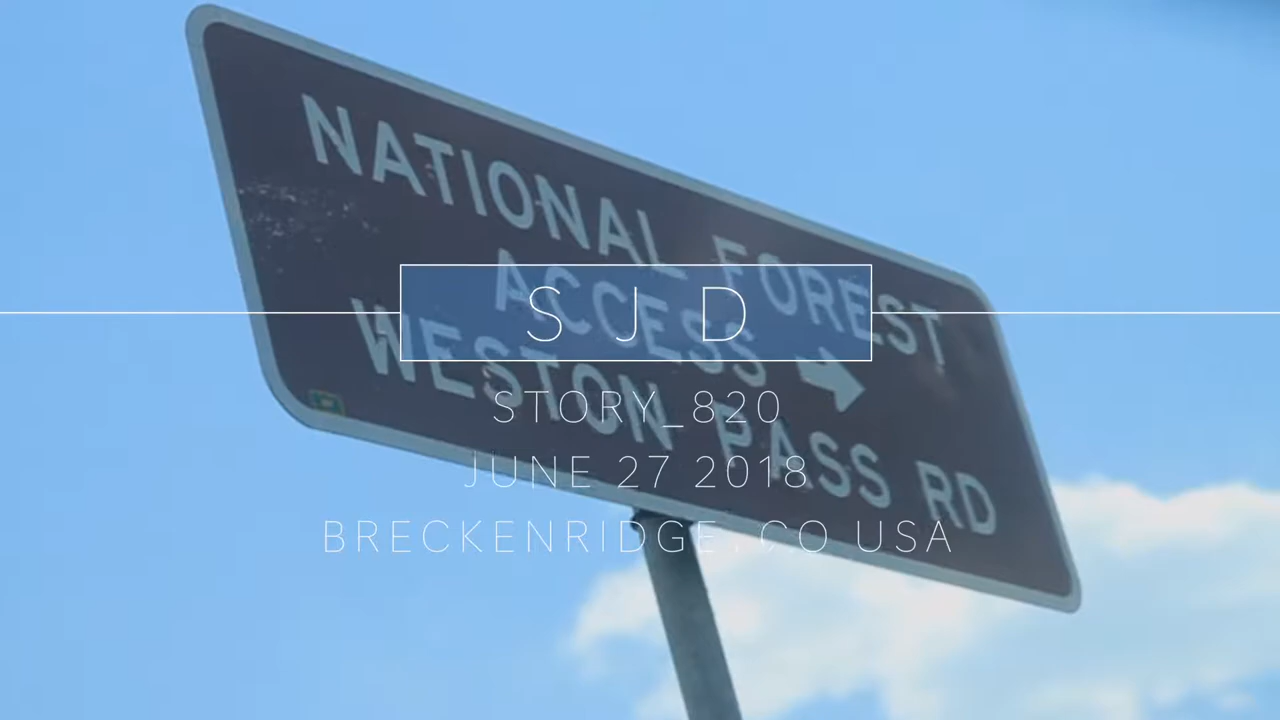 NATIONAL FOREST
ACCESS
WESTON PASS RD
S J D
STORY_820
JUNE 27 2018
BRECKENRIDGE, CO USA